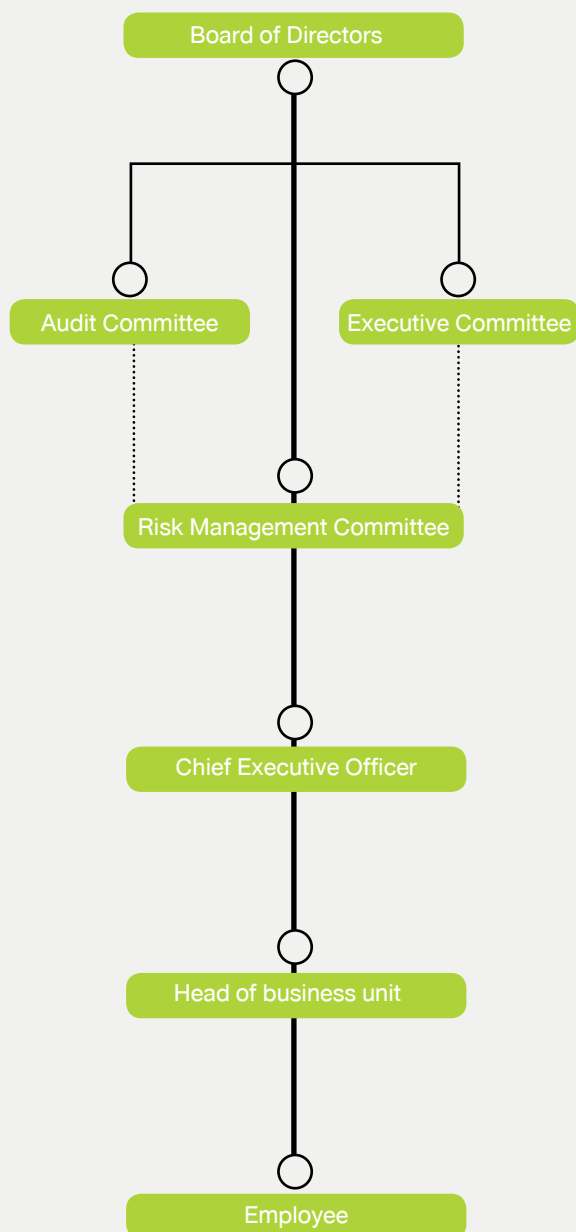 Board of Directors
Audit Committee
Executive Committee
Risk Management Committee
Chief Executive Officer
Head of business unit
Employee